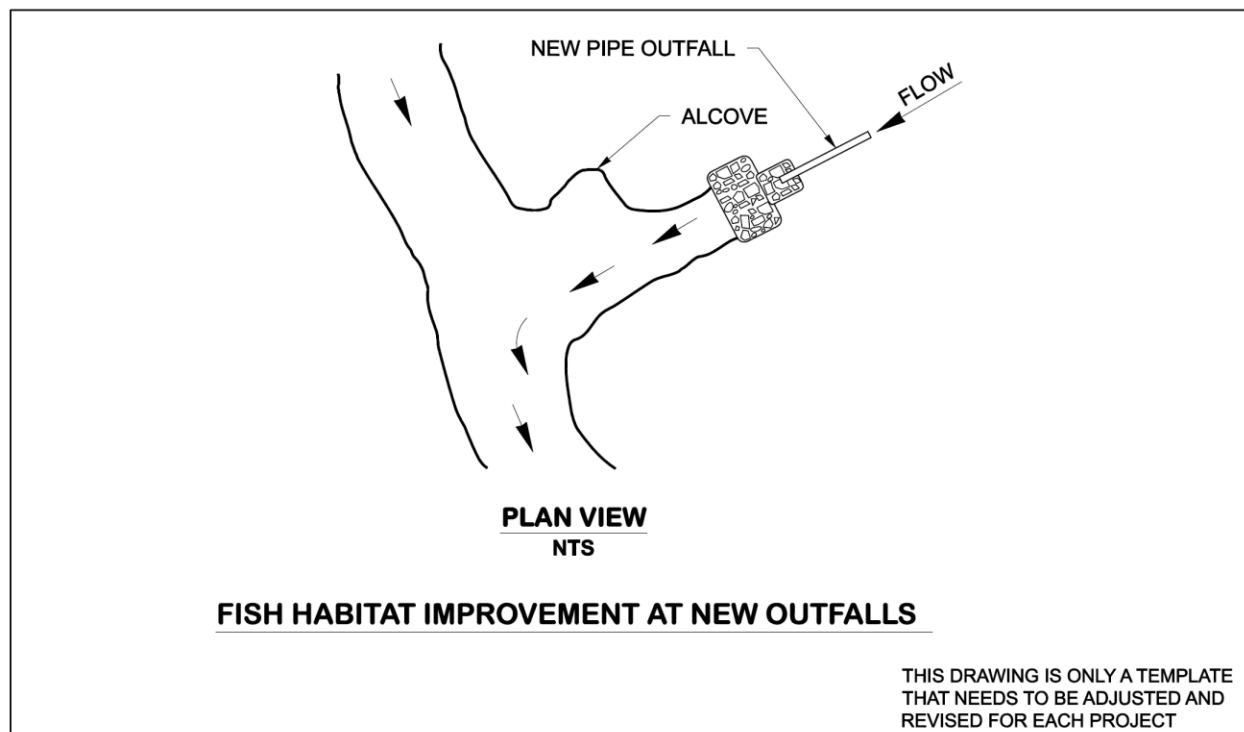 NEW PIPE OUTFALL
FLOW
ALCOVE
PLAN VIEW
NTS
FISH HABITAT IMPROVEMENT AT NEW OUTFALLS
THIS DRAWING IS ONLY A TEMPLATE
THAT NEEDS TO BE ADJUSTED AND
REVISED FOR EACH PROJECT